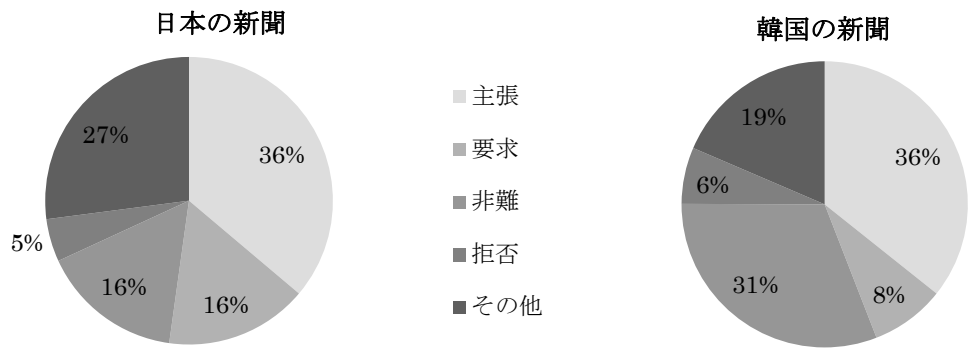 日本の新聞
36%
16%
16%
5%
27%
主張
要求
非難
拒否
その他
韓国の新聞
36%
8%
31%
6%
19%